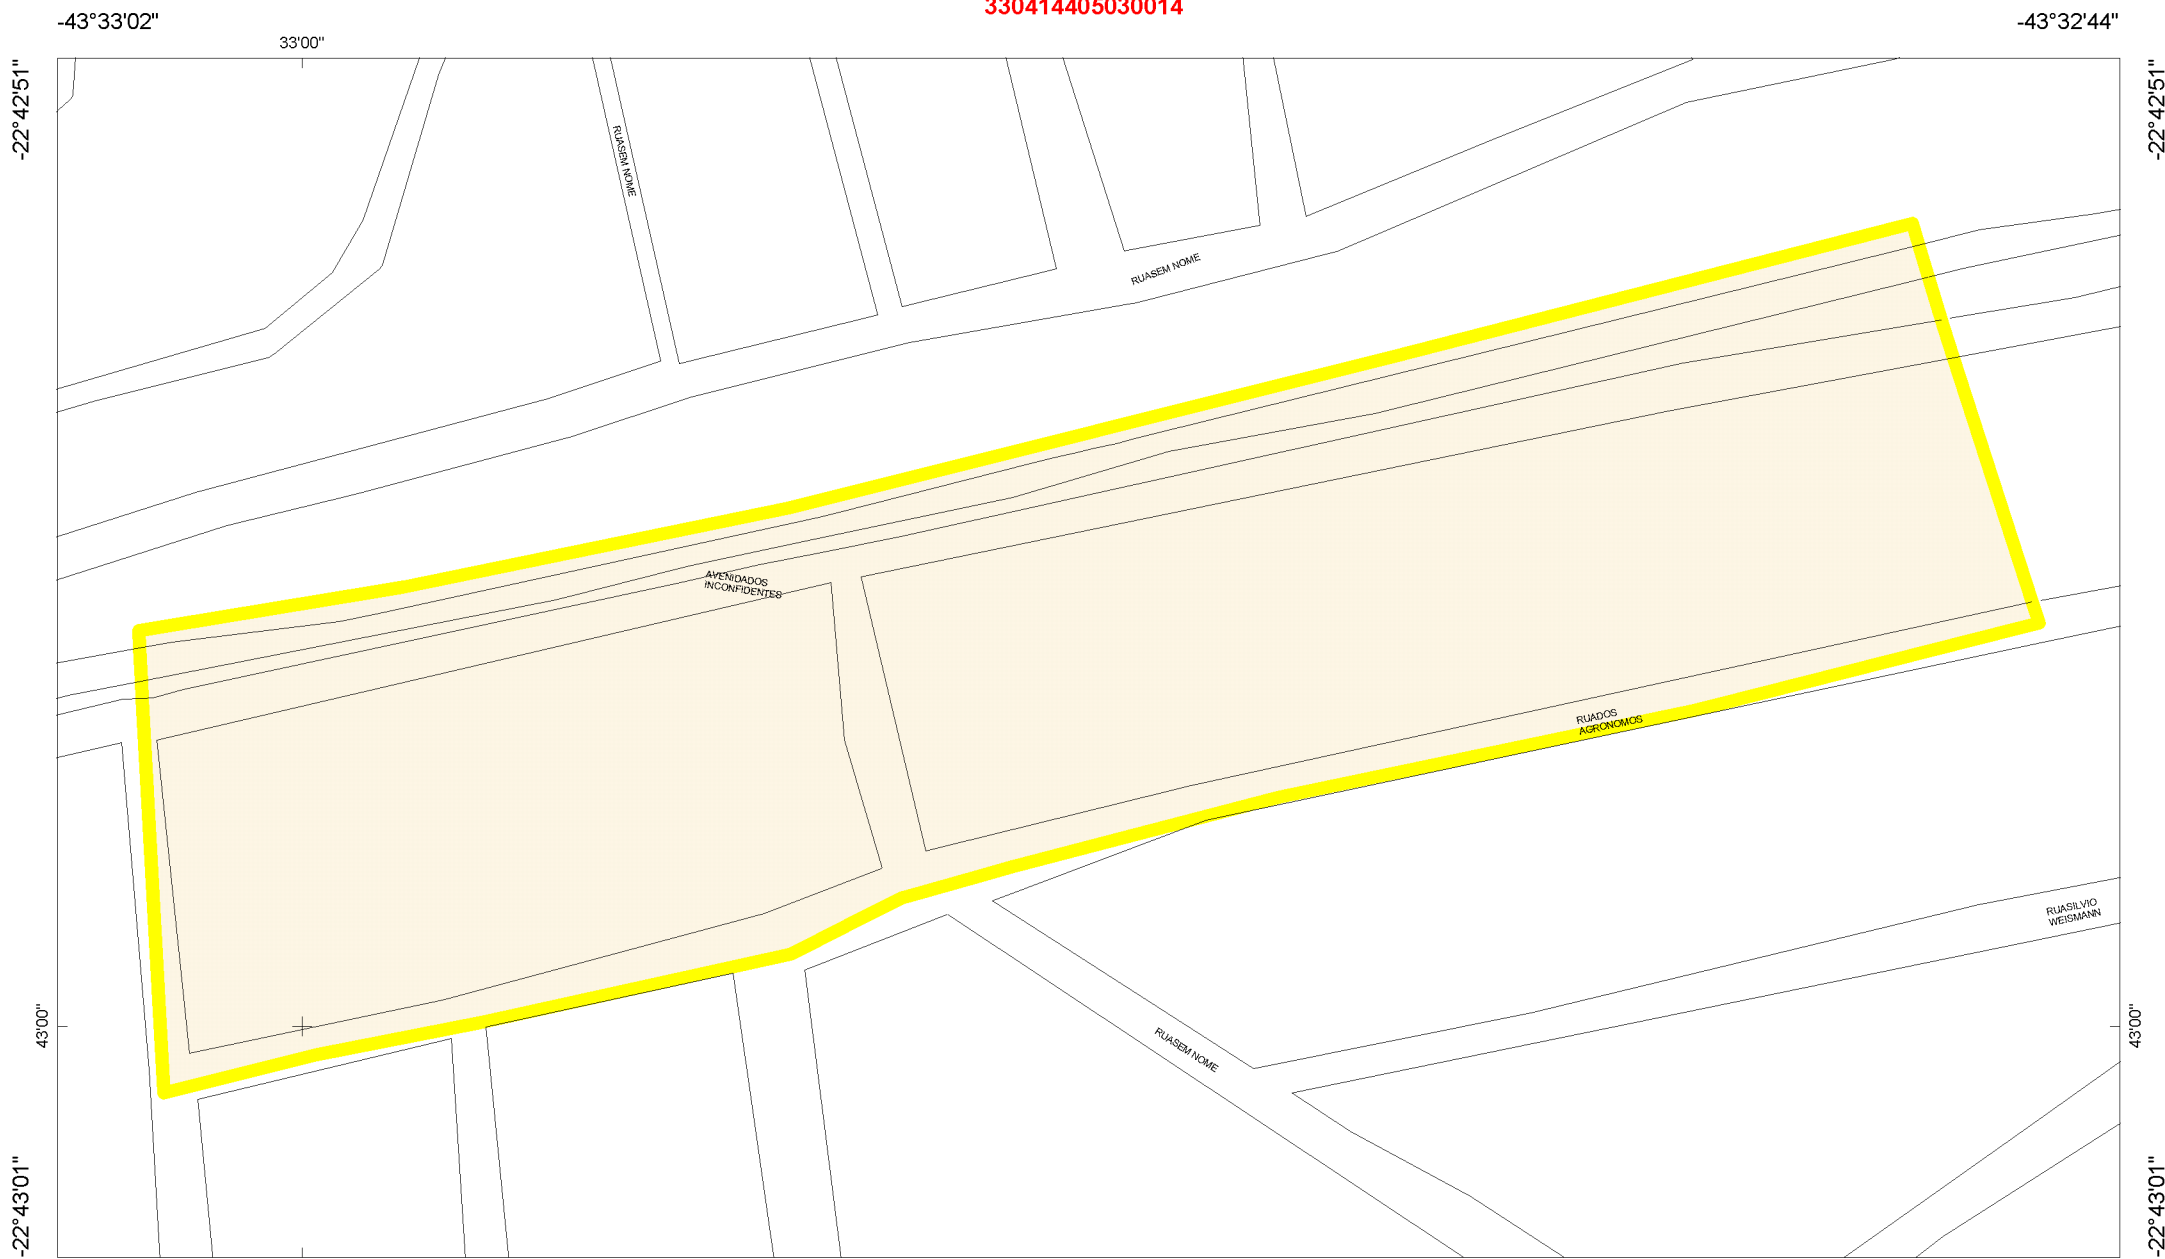 330414405030014
-43°33'02"
-43°32'44"
33'00"
-22°42'51"
-22°42'51"
RUASEM NOME
RUASEM NOME
AVENIDADOS
INCONFIDENTES
RUADOS
AGRONOMOS
RUASILVIO
WEISMANN
43'00"
43'00"
RUASEM NOME
-22°43'01"
-22°43'01"